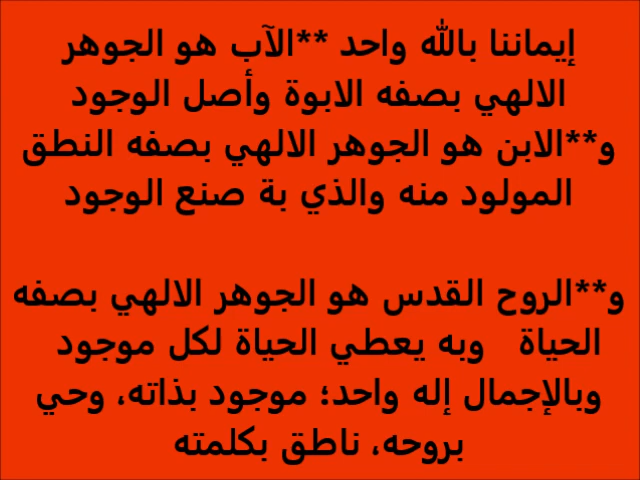 إيماننا بالله واحد **الآب هو الجوهر
الالهي بصفه الابوة وأصل الوجود
و**الابن هو الجوهر الالهي بصفه النطق
المولود منه والذي بة صنع الوجود
و**الروح القدس هو الجوهر الالهي بصفه
الحياة وبه يعطي الحياة لكل موجود
وبالإجمال إله واحد؛ موجود بذاته، وحي
بروحه، ناطق بكلمته